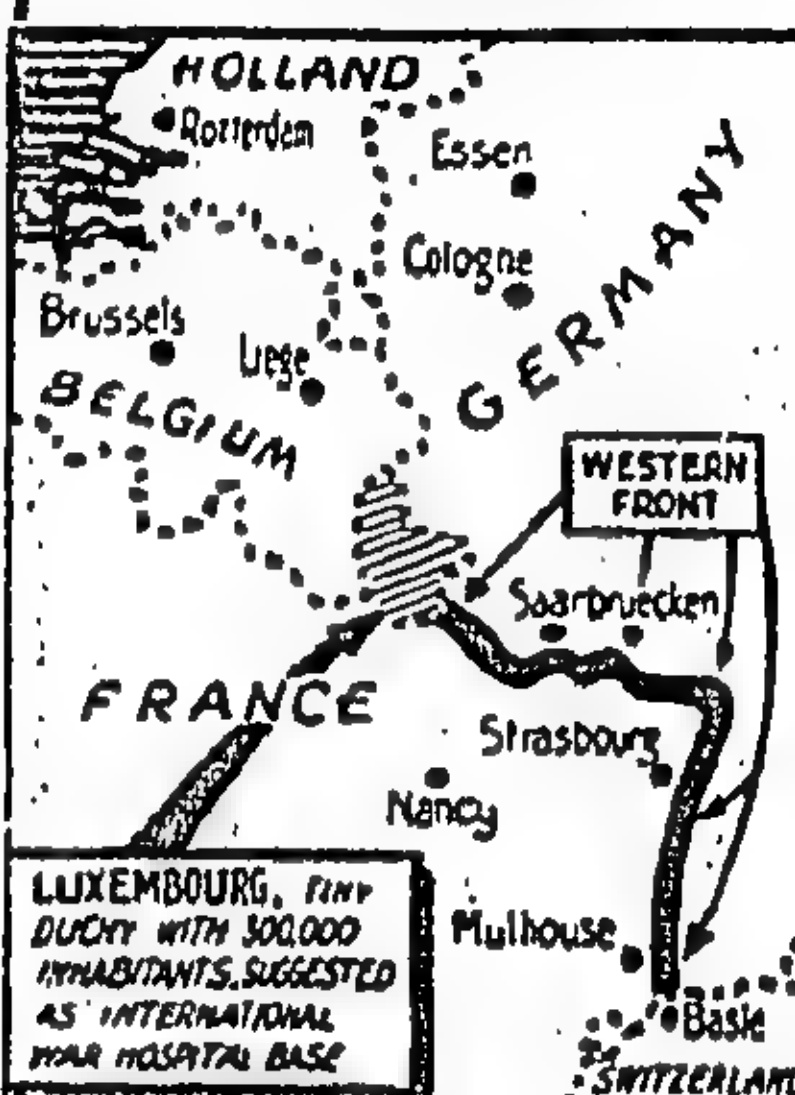 HOLLAND
Rotterdam
Essen
GERMANY
Cologne
Brussels
Liege
BELGIUM
WESTERN
FRONT
Saarbruecken
FRANCE
Strasbourg
Nancy
LUXEMBOURG, TINY
DUCHY WITH 300,000
INHABITANTS, SUGGESTED
AS INTERNATIONAL
WAR HOSPITAL BASE
Mulhouse
Basle
SWITZERLAND